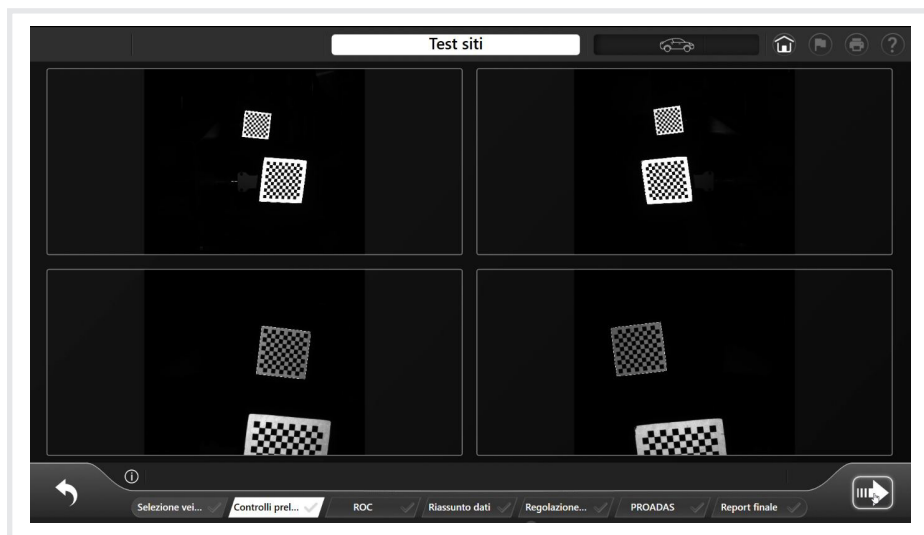 Test siti
?
Selezione vei...
Controlli prel...
ROC
Riassunto dati
Regolazione...
PROADAS
Report finale